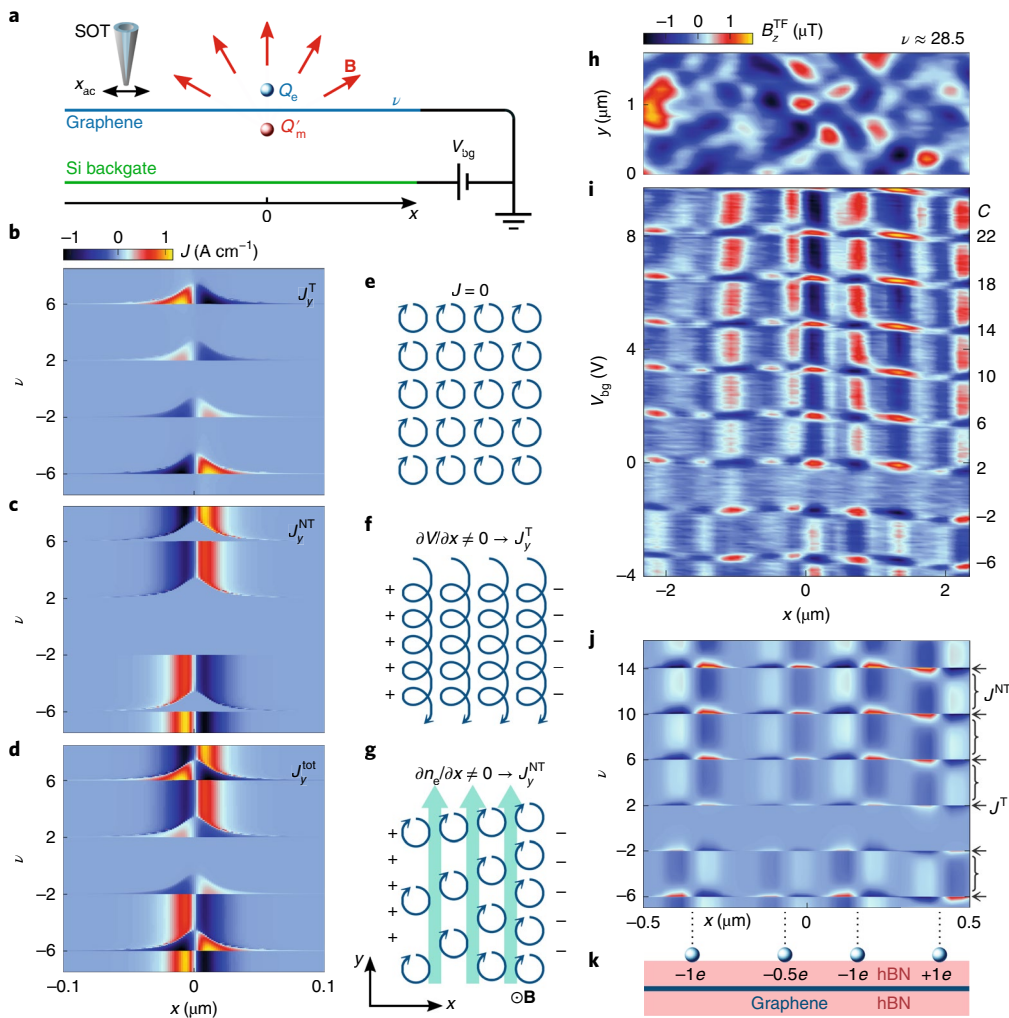 a
SOT
x_ac
B
Q_e
ν
Graphene
Q′_m
V_bg
Si backgate
0
x
b
−1 0 1 J (A cm⁻¹)
J_y^T
6
2
ν
−2
−6
c
J_y^NT
6
2
ν
−2
−6
d
J_y^tot
6
2
ν
−2
−6
−0.1 0 0.1
x (μm)
e
J = 0
f
∂V/∂x ≠ 0 → J_y^T
+ −
+ −
+ −
+ −
+ −
g
∂n_e/∂x ≠ 0 → J_y^NT
+ −
+ −
+ −
+ −
+ −
y
x
⊙B
−1 0 1 B_z^TF (μT)
ν ≈ 28.5
h
y (μm)
1
0
i
C
8
4
V_bg (V)
0
−4
22
18
14
10
6
2
−2
−6
−2 0 2
x (μm)
j
14
10
6
ν
2
−2
−6
J^NT
J^T
−0.5 x (μm) 0 0.5
k
−1e −0.5e −1e hBN +1e
Graphene hBN